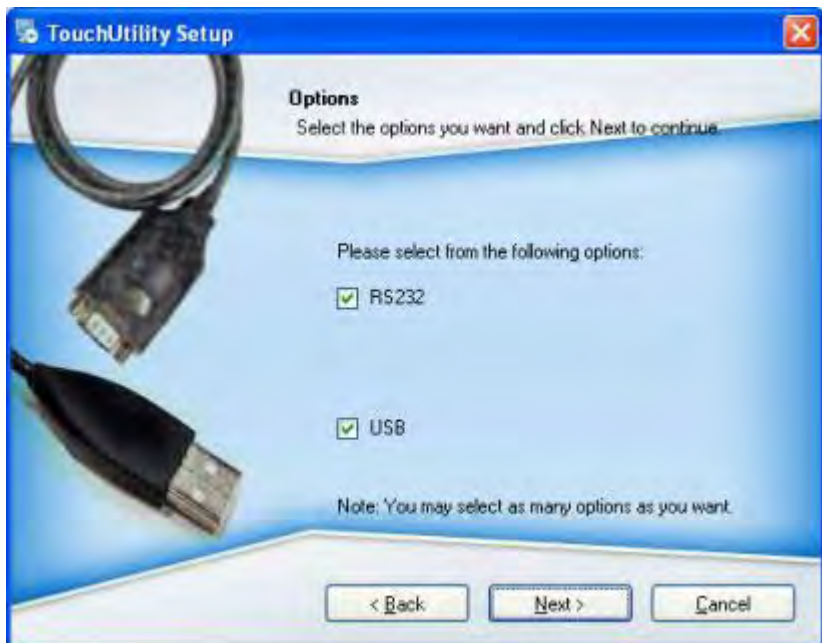 TouchUtility Setup
Options
Select the options you want and click Next to continue.
Please select from the following options:
RS232
USB
Note: You may select as many options as you want.
< Back
Next >
Cancel